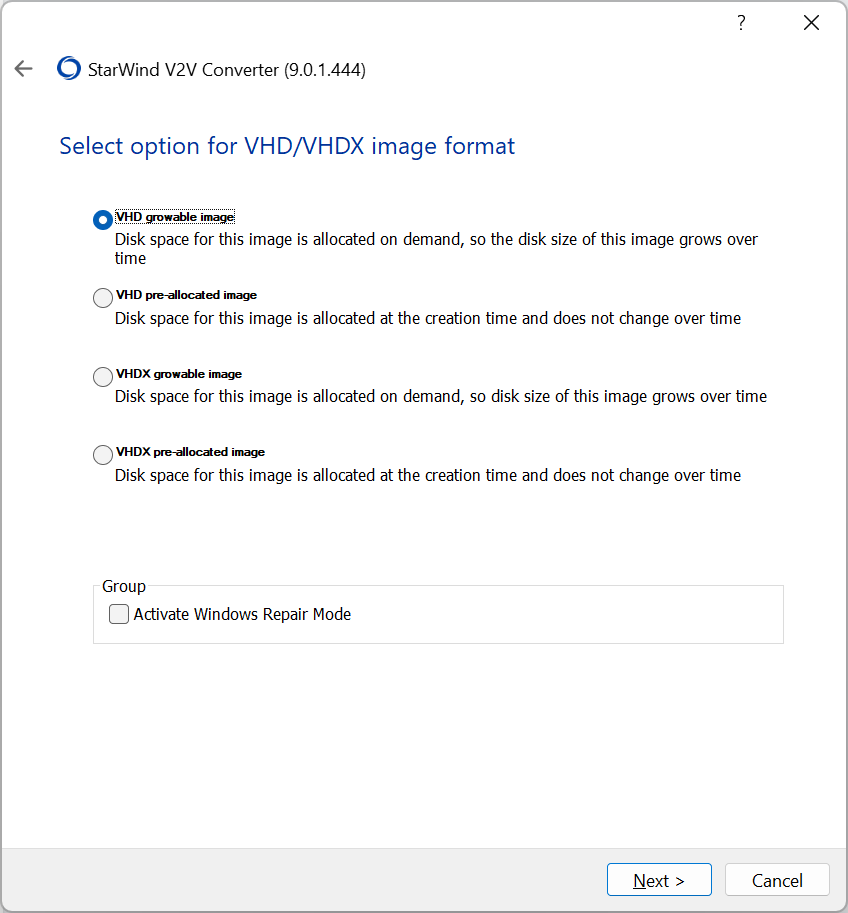 ?
StarWind V2V Converter (9.0.1.444)
Select option for VHD/VHDX image format
VHD growable image
Disk space for this image is allocated on demand, so the disk size of this image grows over
time
VHD pre-allocated image
Disk space for this image is allocated at the creation time and does not change over time
VHDX growable image
Disk space for this image is allocated on demand, so disk size of this image grows over time
VHDX pre-allocated image
Disk space for this image is allocated at the creation time and does not change over time
Group
Activate Windows Repair Mode
Next >
Cancel